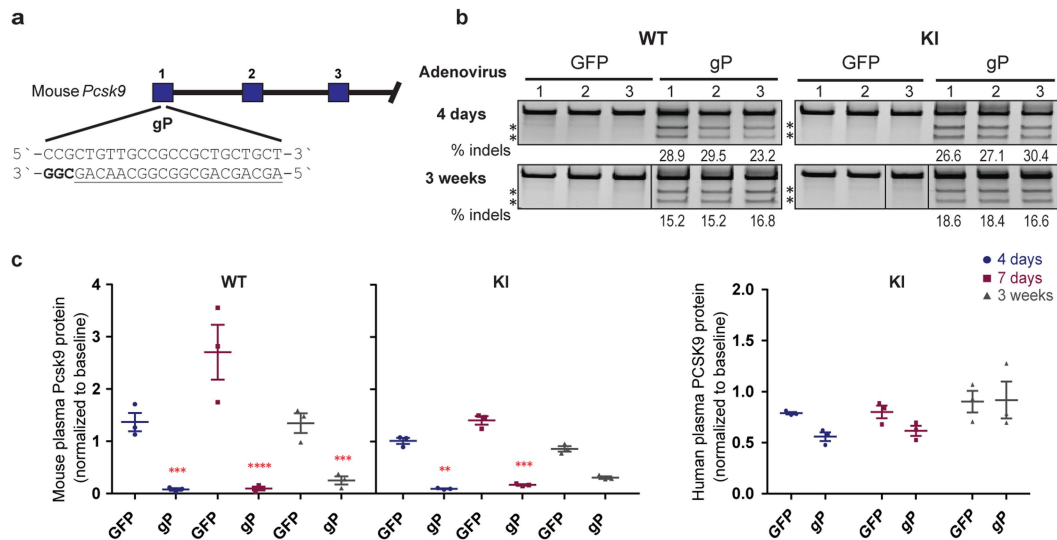 a
1 2 3
Mouse Pcsk9
gP
5`-CCGCTGTTGCCGCCGCTGCTGCT-3`
3`-GGCGACAACGGCGGCGACGACGA-5`
b
WT KI
Adenovirus GFP gP GFP gP
1 2 3 1 2 3 1 2 3 1 2 3
4 days
*
*
*
*
% indels 28.9 29.5 23.2 26.6 27.1 30.4
3 weeks
*
*
*
*
% indels 15.2 15.2 16.8 18.6 18.4 16.6
c
WT KI
Mouse plasma Pcsk9 protein
(normalized to baseline)
4
3
2
1
0
*** **** *** ** ***
GFP gP GFP gP GFP gP GFP gP GFP gP GFP gP
4 days
7 days
3 weeks
KI
Human plasma PCSK9 protein
(normalized to baseline)
2.0
1.5
1.0
0.5
0.0
GFP gP GFP gP GFP gP